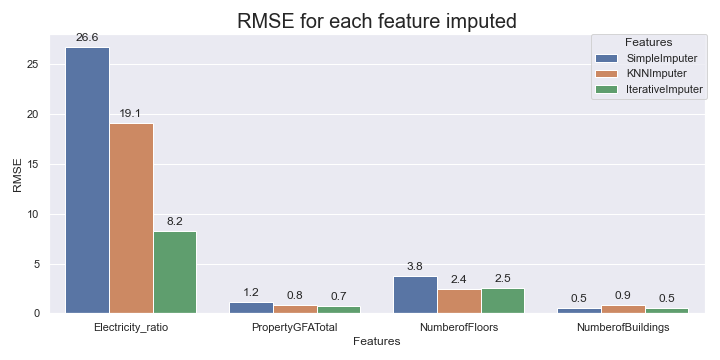 RMSE for each feature imputed
Features
SimpleImputer
KNNImputer
IterativeImputer
RMSE
25
20
15
10
5
0
26.6
19.1
8.2
1.2
0.8
0.7
3.8
2.4
2.5
0.5
0.9
0.5
Electricity_ratio
PropertyGFATotal
NumberofFloors
NumberofBuildings
Features